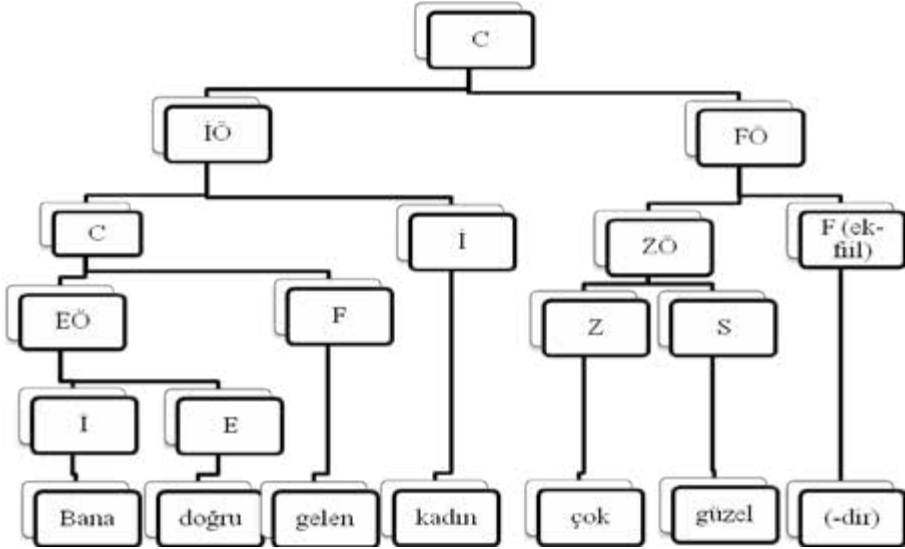 C
İÖ
FÖ
C
İ
ZÖ
F (ek-
fiil)
EÖ
F
Z
S
İ
E
Bana
doğru
gelen
kadın
çok
güzel
(-dir)